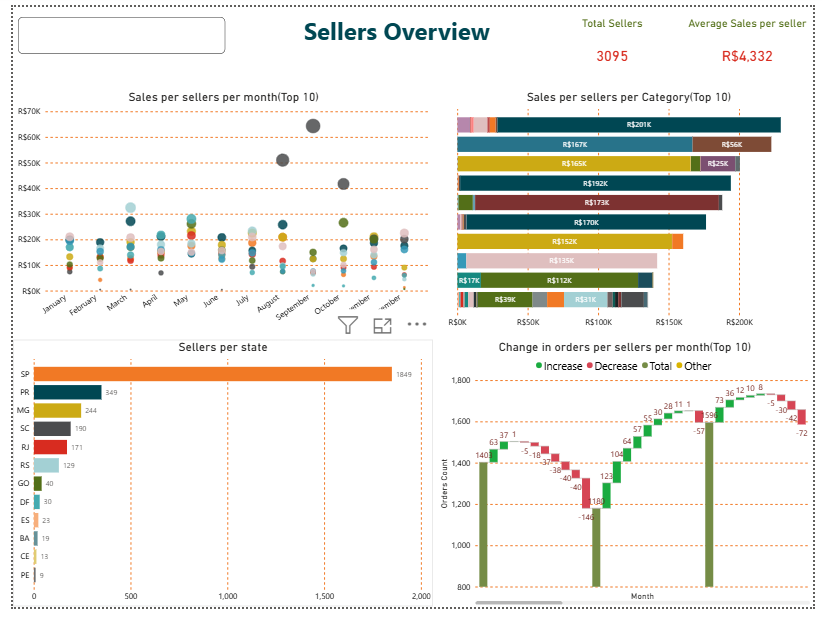 Sellers Overview
Total Sellers
3095
Average Sales per seller
R$4,332
Sales per sellers per month(Top 10)
R$70K
R$60K
R$50K
R$40K
R$30K
R$20K
R$10K
R$0K
January
February
March
April
May
June
July
August
September
October
Sales per sellers per Category(Top 10)
R$201K
R$167K
R$56K
R$165K
R$25K
R$192K
R$173K
R$170K
R$152K
R$135K
R$17K
R$112K
R$39K
R$31K
R$0K
R$50K
R$100K
R$150K
R$200K
Sellers per state
SP
1849
PR
349
MG
244
SC
190
RJ
171
RS
129
GO
40
DF
30
ES
23
BA
19
CE
13
PE
9
0
500
1,000
1,500
2,000
Change in orders per sellers per month(Top 10)
Increase
Decrease
Total
Other
Orders Count
1,800
1,600
1,400
1,200
1,000
800
1403
63
37
1
-5
-18
-37
-38
-40
-40
-146
1180
123
104
64
57
55
30
28
11
1
-57
1596
73
36
12
10
8
-5
-30
-42
-72
Month